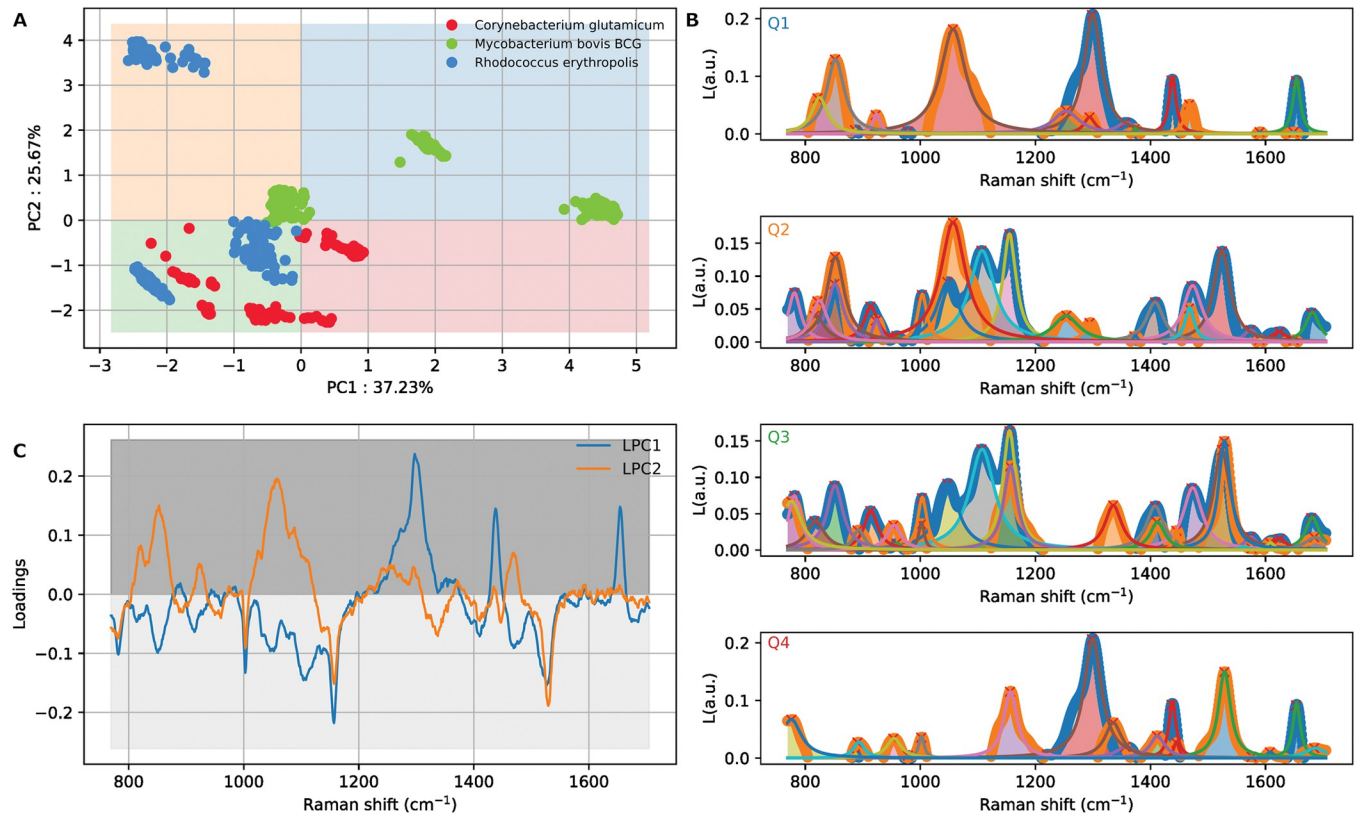 A
Corynebacterium glutamicum
Mycobacterium bovis BCG
Rhodococcus erythropolis
4
3
2
1
0
−1
−2
PC2 : 25.67%
−3 −2 −1 0 1 2 3 4 5
PC1 : 37.23%
B
Q1
0.2
0.1
0.0
L(a.u.)
800 1000 1200 1400 1600
Raman shift (cm⁻¹)
Q2
0.15
0.10
0.05
0.00
L(a.u.)
800 1000 1200 1400 1600
Raman shift (cm⁻¹)
C
LPC1
LPC2
0.2
0.1
0.0
−0.1
−0.2
Loadings
800 1000 1200 1400 1600
Raman shift (cm⁻¹)
Q3
0.15
0.10
0.05
0.00
L(a.u.)
800 1000 1200 1400 1600
Raman shift (cm⁻¹)
Q4
0.2
0.1
0.0
L(a.u.)
800 1000 1200 1400 1600
Raman shift (cm⁻¹)